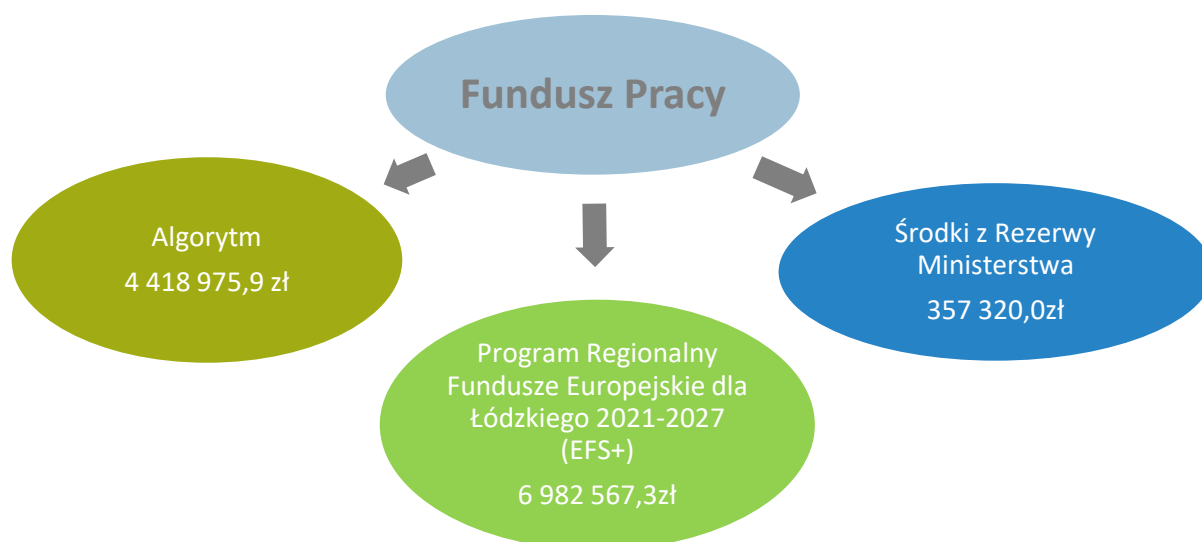 Fundusz Pracy
Algorytm
4 418 975,9 zł
Program Regionalny
Fundusze Europejskie dla
Łódzkiego 2021-2027
(EFS+)
6 982 567,3zł
Środki z Rezerwy
Ministerstwa
357 320,0zł